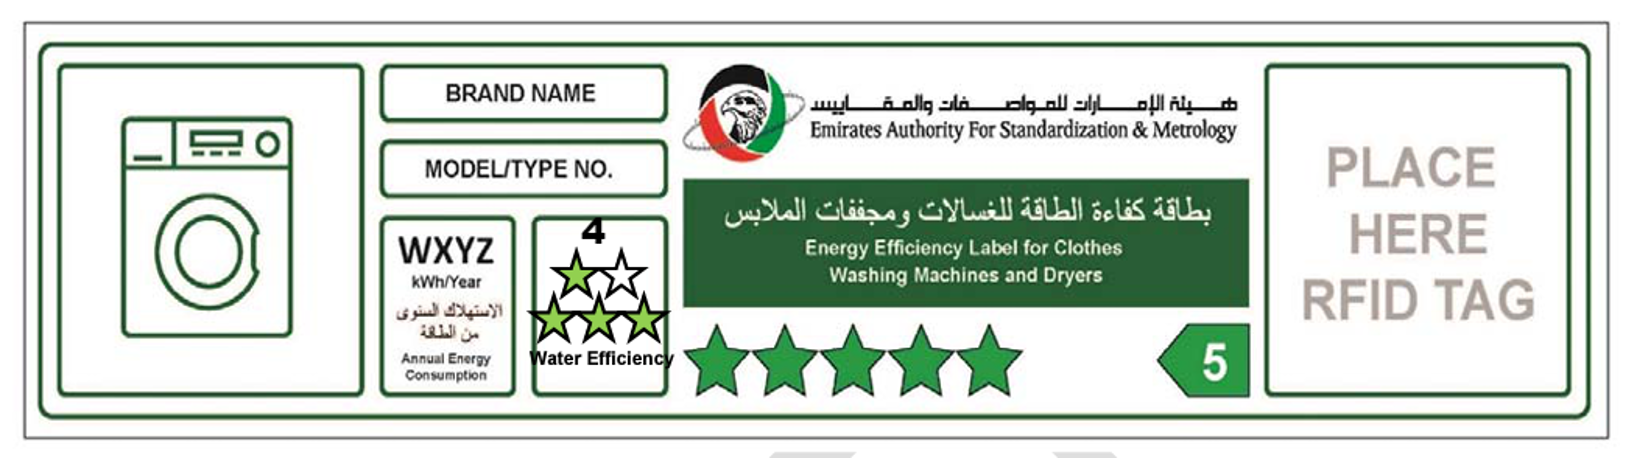 BRAND NAME
MODEL/TYPE NO.
WXYZ
kWh/Year
الاستهلاك السنوى
من الطاقة
Annual Energy
Consumption
4
Water Efficiency
هيئة الإمارات للمواصفات والمقاييس
Emirates Authority For Standardization & Metrology
بطاقة كفاءة الطاقة للغسالات ومجففات الملابس
Energy Efficiency Label for Clothes
Washing Machines and Dryers
5
PLACE
HERE
RFID TAG